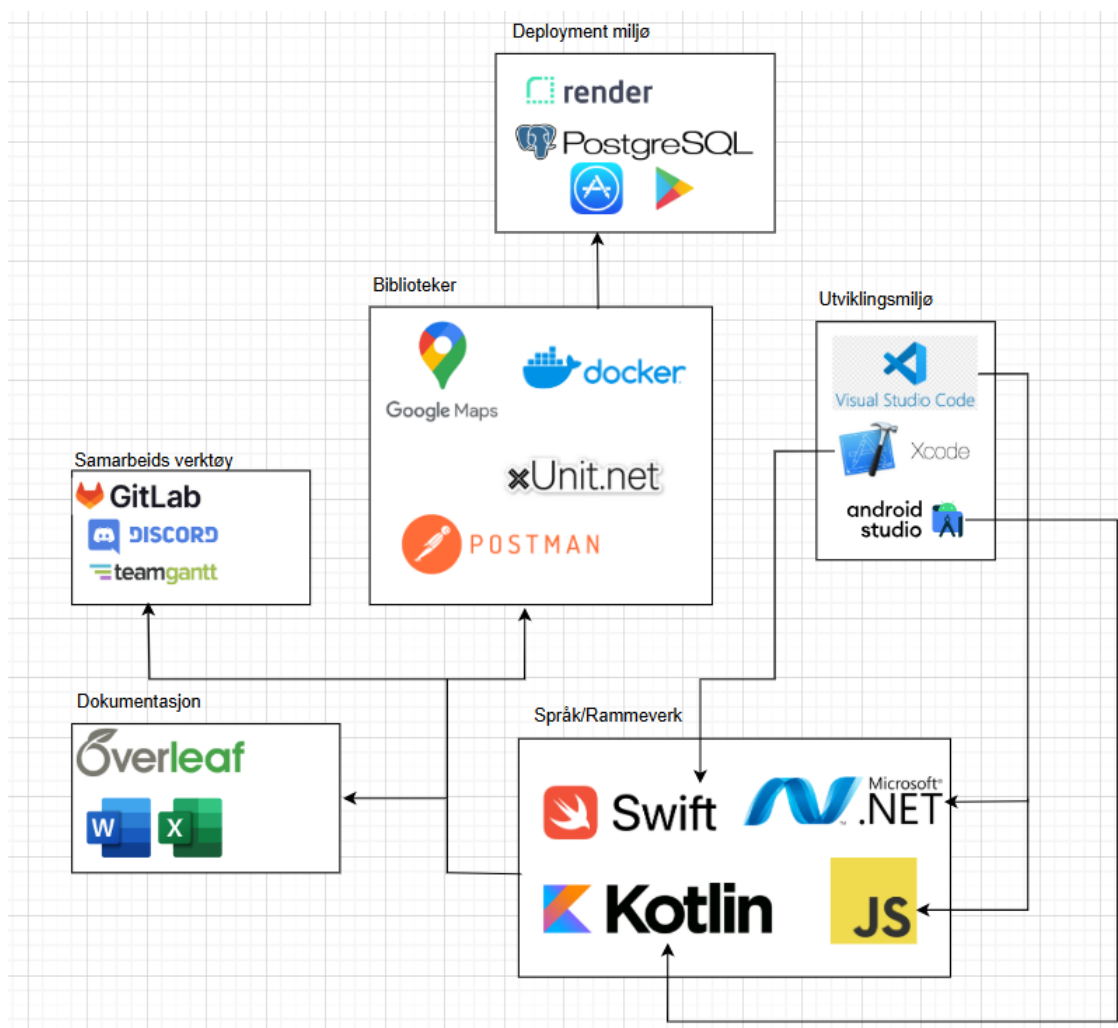 Deployment miljø
render
PostgreSQL
Biblioteker
Google Maps
docker
xUnit.net
POSTMAN
Utviklingsmiljø
Visual Studio Code
Xcode
android
studio
Samarbeids verktøy
GitLab
DISCORD
teamgantt
Dokumentasjon
Overleaf
W
X
Språk/Rammeverk
Swift
Microsoft®
.NET
™
Kotlin
JS